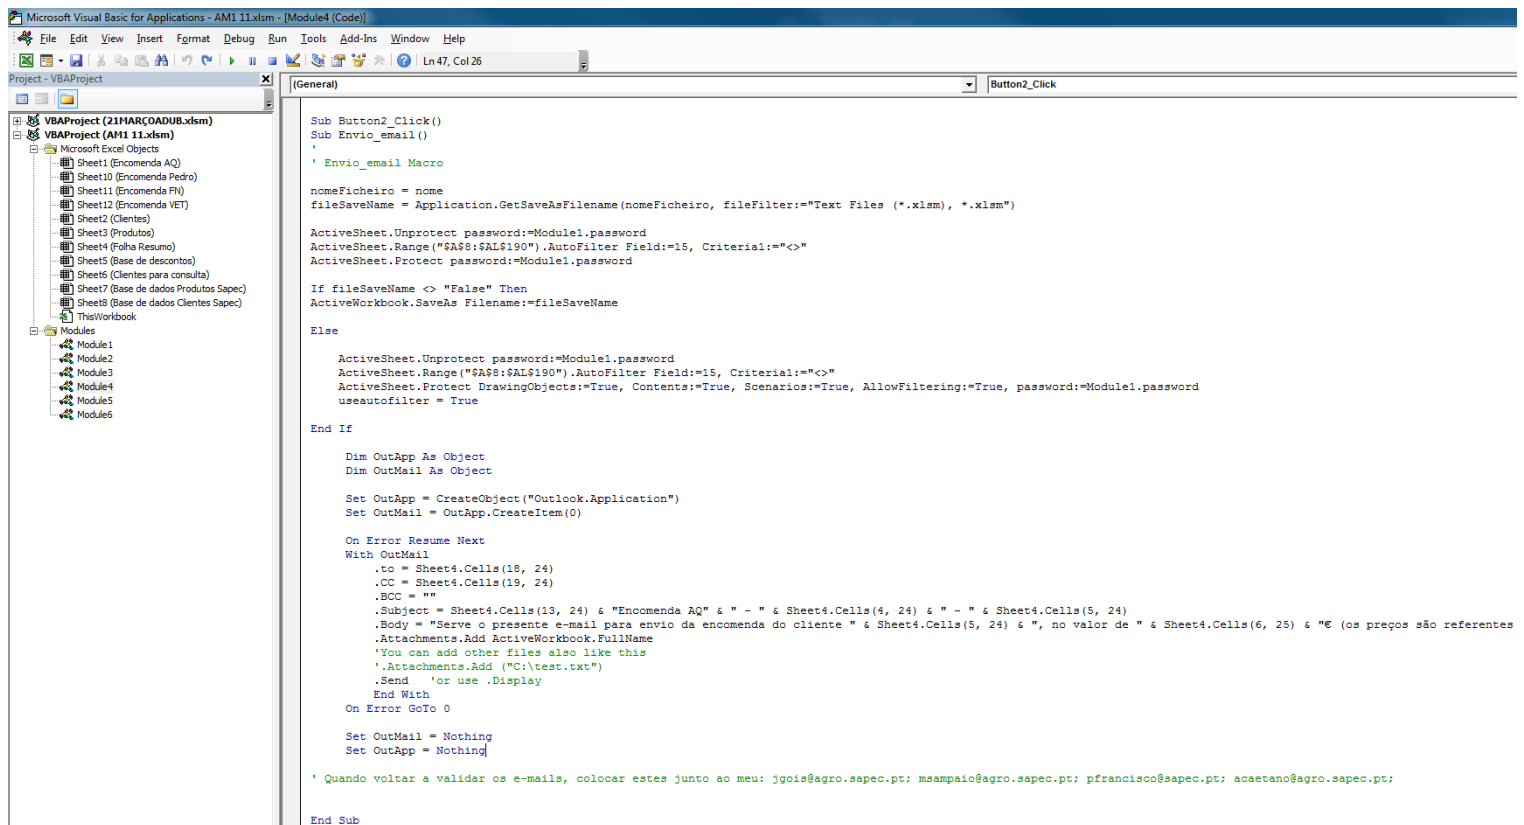 Microsoft Visual Basic for Applications - AM1 11.xlsm - [Module4 (Code)]
File Edit View Insert Format Debug Run Tools Add-Ins Window Help
Ln 47, Col 26
Project - VBAProject
(General)
Button2_Click
VBAProject (21MARÇOADUB.xlsm)
VBAProject (AM1 11.xlsm)
Microsoft Excel Objects
Sheet1 (Encomenda AQ)
Sheet10 (Encomenda Pedro)
Sheet11 (Encomenda FN)
Sheet12 (Encomenda VET)
Sheet2 (Clientes)
Sheet3 (Produtos)
Sheet4 (Folha Resumo)
Sheet5 (Base de descontos)
Sheet6 (Clientes para consulta)
Sheet7 (Base de dados Produtos Sapec)
Sheet8 (Base de dados Clientes Sapec)
ThisWorkbook
Modules
Module1
Module2
Module3
Module4
Module5
Module6
Sub Button2_Click()
Sub Envio_email()
'
' Envio_email Macro
nomeFicheiro = nome
fileSaveName = Application.GetSaveAsFilename(nomeFicheiro, fileFilter:="Text Files (*.xlsm), *.xlsm")
ActiveSheet.Unprotect password:=Module1.password
ActiveSheet.Range("$A$8:$AL$190").AutoFilter Field:=15, Criteria1:="<>"
ActiveSheet.Protect password:=Module1.password
If fileSaveName <> "False" Then
ActiveWorkbook.SaveAs Filename:=fileSaveName
Else
ActiveSheet.Unprotect password:=Module1.password
ActiveSheet.Range("$A$8:$AL$190").AutoFilter Field:=15, Criteria1:="<>"
ActiveSheet.Protect DrawingObjects:=True, Contents:=True, Scenarios:=True, AllowFiltering:=True, password:=Module1.password
useautofilter = True
End If
Dim OutApp As Object
Dim OutMail As Object
Set OutApp = CreateObject("Outlook.Application")
Set OutMail = OutApp.CreateItem(0)
On Error Resume Next
With OutMail
.to = Sheet4.Cells(18, 24)
.CC = Sheet4.Cells(19, 24)
.BCC = ""
.Subject = Sheet4.Cells(13, 24) & "Encomenda AQ" & " - " & Sheet4.Cells(4, 24) & " - " & Sheet4.Cells(5, 24)
.Body = "Serve o presente e-mail para envio da encomenda do cliente " & Sheet4.Cells(5, 24) & ", no valor de " & Sheet4.Cells(6, 25) & "€ (os preços são referentes
.Attachments.Add ActiveWorkbook.FullName
'You can add other files also like this
'.Attachments.Add ("C:\test.txt")
.Send 'or use .Display
End With
On Error GoTo 0
Set OutMail = Nothing
Set OutApp = Nothing
' Quando voltar a validar os e-mails, colocar estes junto ao meu: jgois@agro.sapec.pt; msampaio@agro.sapec.pt; pfrancisco@sapec.pt; acaetano@agro.sapec.pt;
End Sub